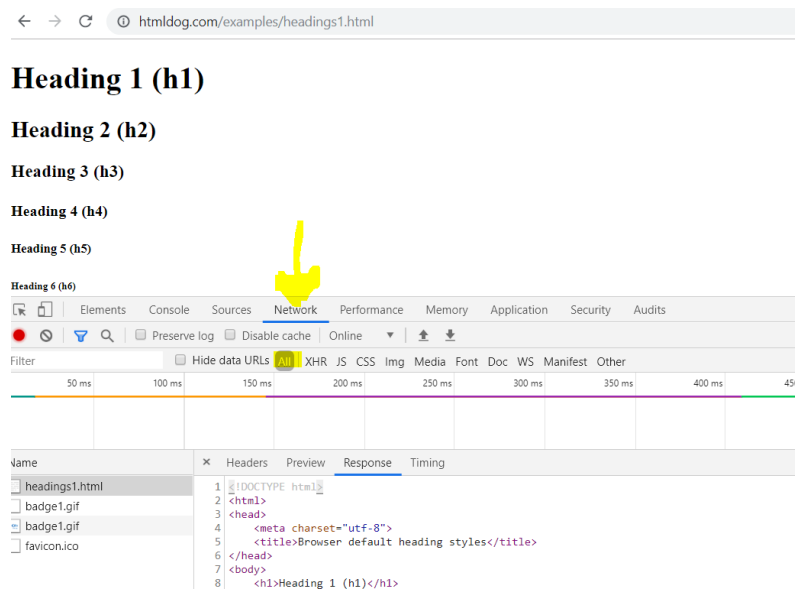 htmldog.com/examples/headings1.html
Heading 1 (h1)
Heading 2 (h2)
Heading 3 (h3)
Heading 4 (h4)
Heading 5 (h5)
Heading 6 (h6)
Elements Console Sources Network Performance Memory Application Security Audits
Preserve log Disable cache Online
Filter Hide data URLs All XHR JS CSS Img Media Font Doc WS Manifest Other
50 ms 100 ms 150 ms 200 ms 250 ms 300 ms 350 ms 400 ms 45
Name × Headers Preview Response Timing
headings1.html
badge1.gif
badge1.gif
favicon.ico
1 <!DOCTYPE html>
2 <html>
3 <head>
4 <meta charset="utf-8">
5 <title>Browser default heading styles</title>
6 </head>
7 <body>
8 <h1>Heading 1 (h1)</h1>